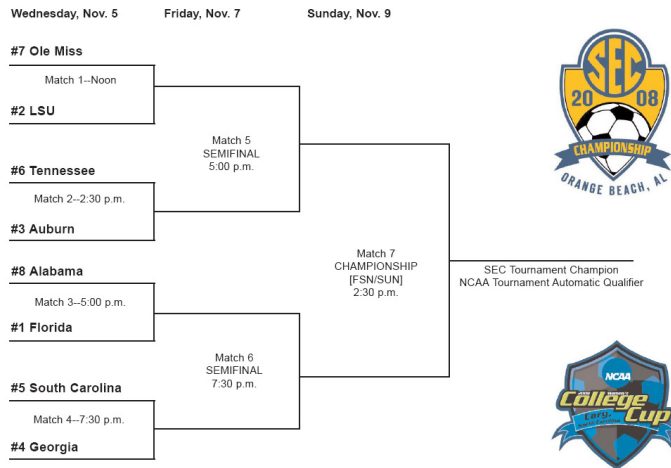 Wednesday, Nov. 5
Friday, Nov. 7
Sunday, Nov. 9
#7 Ole Miss
Match 1--Noon
#2 LSU
Match 5
SEMIFINAL
5:00 p.m.
#6 Tennessee
Match 2--2:30 p.m.
#3 Auburn
#8 Alabama
Match 3--5:00 p.m.
#1 Florida
Match 6
SEMIFINAL
7:30 p.m.
#5 South Carolina
Match 4--7:30 p.m.
#4 Georgia
Match 7
CHAMPIONSHIP
[FSN/SUN]
2:30 p.m.
SEC Tournament Champion
NCAA Tournament Automatic Qualifier
SEC
20 08
CHAMPIONSHIP
ORANGE BEACH, AL
NCAA
College
Cup
Cary,